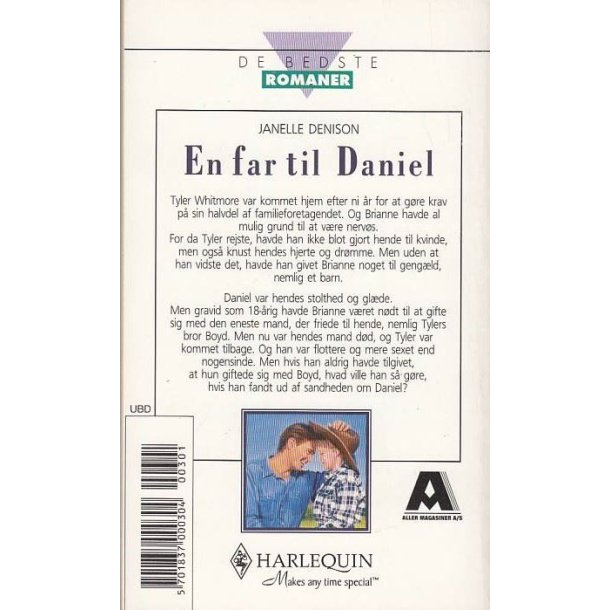 DE BEDSTE
ROMANER
JANELLE DENISON
En far til Daniel
Tyler Whitmore var kommet hjem efter ni år for at gøre krav
på sin halvdel af familieforetagendet. Og Brianne havde al
mulig grund til at være nervøs.
For da Tyler rejste, havde han ikke blot gjort hende til kvinde,
men også knust hendes hjerte og drømme. Men uden at
han vidste det, havde han givet Brianne noget til gengæld,
nemlig et barn.
Daniel var hendes stolthed og glæde.
Men gravid som 18-årig havde Brianne været nødt til at gifte
sig med den eneste mand, der friede til hende, nemlig Tylers
bror Boyd. Men nu var hendes mand død, og Tyler var
kommet tilbage. Og han var flottere og mere sexet end
nogensinde. Men hvis han aldrig havde tilgivet,
at hun giftede sig med Boyd, hvad ville han så gøre,
hvis han fandt ud af sandheden om Daniel?
UBD
00301
5 701837 000304
A
ALLER MAGASINER A/S
HARLEQUIN
Makes any time special™